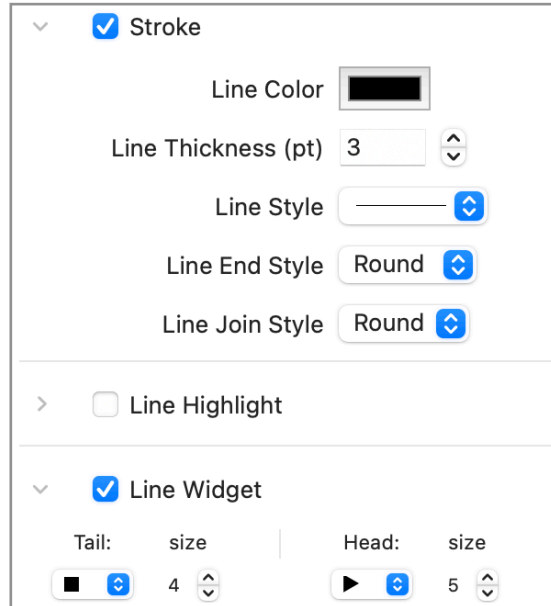 Stroke
Line Color
Line Thickness (pt) 3
Line Style
Line End Style Round
Line Join Style Round
Line Highlight
Line Widget
Tail: size Head: size
4 5